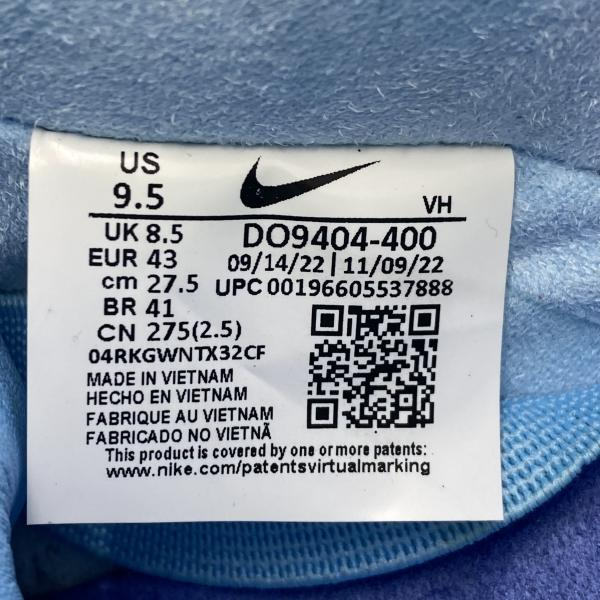 US
9.5
VH
UK 8.5
EUR 43
cm 27.5
BR 41
CN 275(2.5)
DO9404-400
09/14/22 | 11/09/22
UPC 00196605537888
04RKGWNTX32CF
MADE IN VIETNAM
HECHO EN VIETNAM
FABRIQUE AU VIETNAM
FABRICADO NO VIETNÃ
This product is covered by one or more patents:
www.nike.com/patentsvirtualmarking